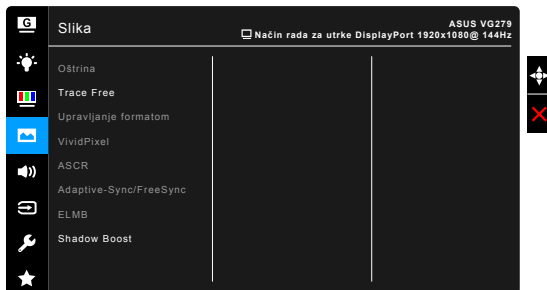 G
Slika
ASUS VG279
Način rada za utrke DisplayPort 1920x1080@ 144Hz
Oštrina
Trace Free
Upravljanje formatom
VividPixel
ASCR
Adaptive-Sync/FreeSync
ELMB
Shadow Boost